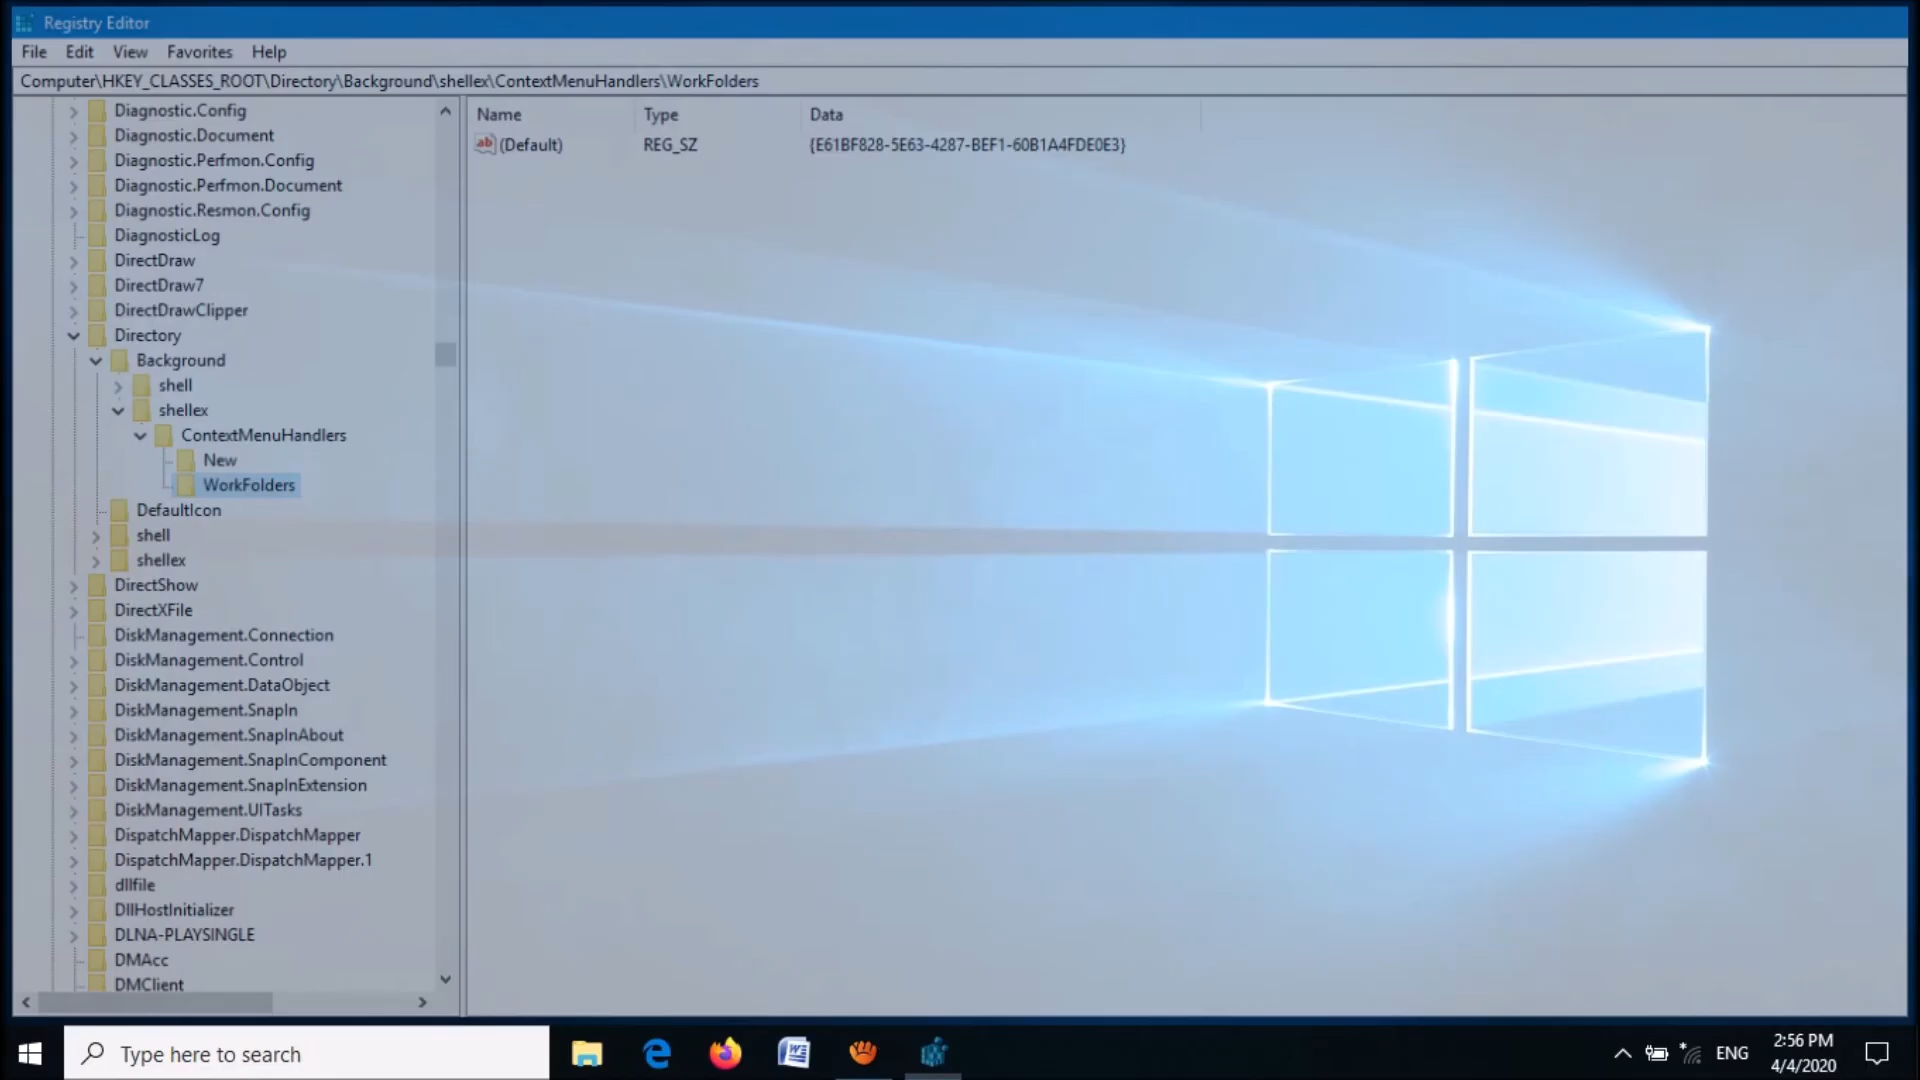 Registry Editor
File Edit View Favorites Help
Computer\HKEY_CLASSES_ROOT\Directory\Background\shellex\ContextMenuHandlers\WorkFolders
Diagnostic.Config
Diagnostic.Document
Diagnostic.Perfmon.Config
Diagnostic.Perfmon.Document
Diagnostic.Resmon.Config
DiagnosticLog
DirectDraw
DirectDraw7
DirectDrawClipper
Directory
Background
shell
shellex
ContextMenuHandlers
New
WorkFolders
DefaultIcon
shell
shellex
DirectShow
DirectXFile
DiskManagement.Connection
DiskManagement.Control
DiskManagement.DataObject
DiskManagement.SnapIn
DiskManagement.SnapInAbout
DiskManagement.SnapInComponent
DiskManagement.SnapInExtension
DiskManagement.UITasks
DispatchMapper.DispatchMapper
DispatchMapper.DispatchMapper.1
dllfile
DllHostInitializer
DLNA-PLAYSINGLE
DMAcc
DMClient
Name Type Data
ab (Default) REG_SZ {E61BF828-5E63-4287-BEF1-60B1A4FDE0E3}
Type here to search
ENG
2:56 PM
4/4/2020